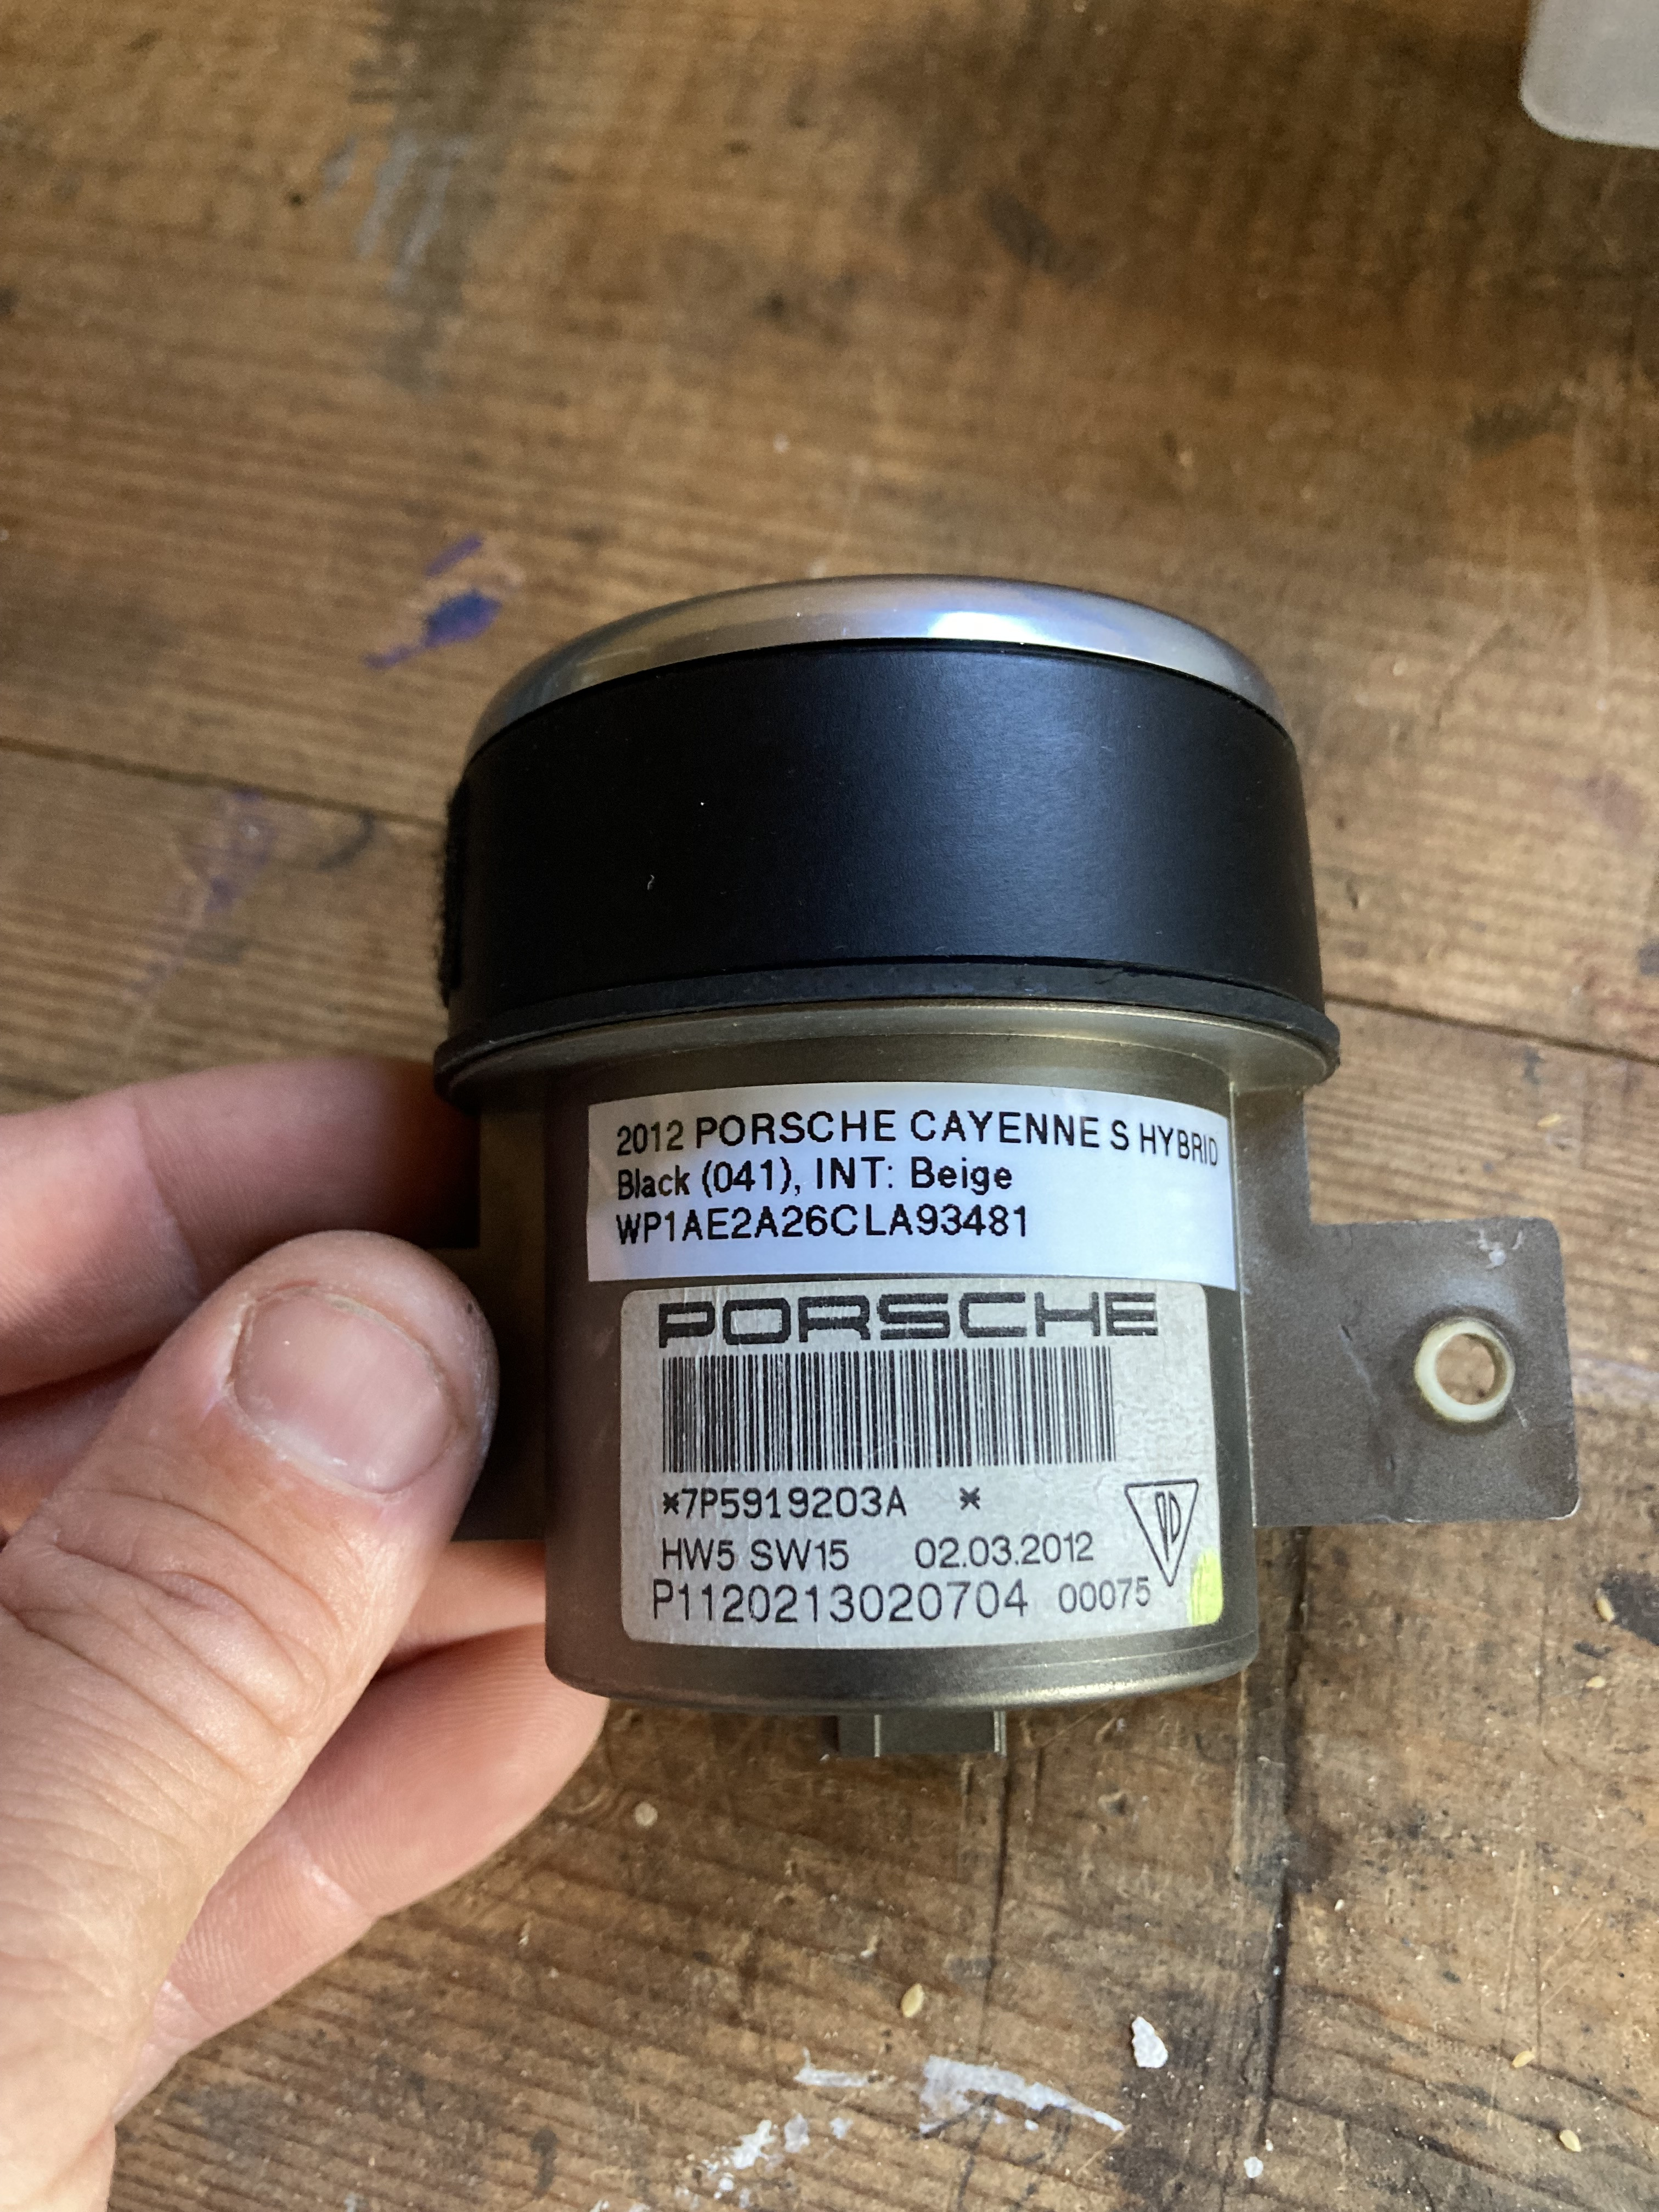 2012 PORSCHE CAYENNE S HYBRID
Black (041), INT: Beige
WP1AE2A26CLA93481
PORSCHE
*7P5919203A *
HW5 SW15 02.03.2012
P1120213020704 00075